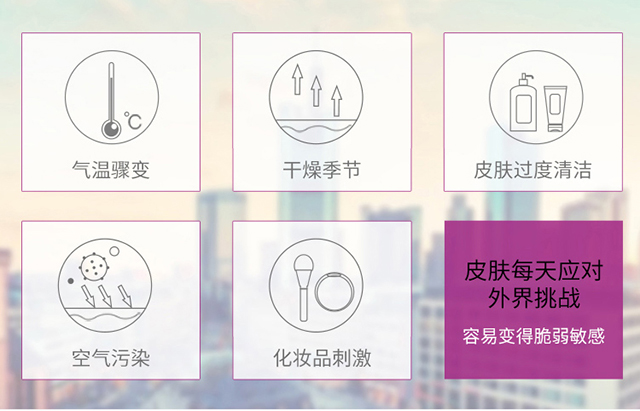 ℃
气温骤变
干燥季节
皮肤过度清洁
空气污染
化妆品刺激
皮肤每天应对
外界挑战
容易变得脆弱敏感